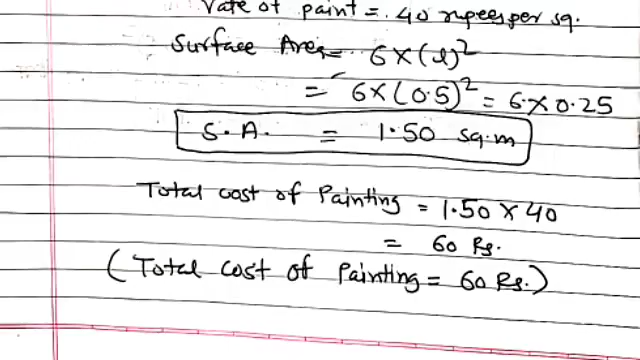 rate of paint = 40 rupees per sq.
Surface Area = 6 × (l)²
= 6 × (0.5)² = 6 × 0.25
S.A. = 1.50 sq.m
Total cost of Painting = 1.50 × 40
= 60 Rs.
(Total cost of Painting = 60 Rs.)